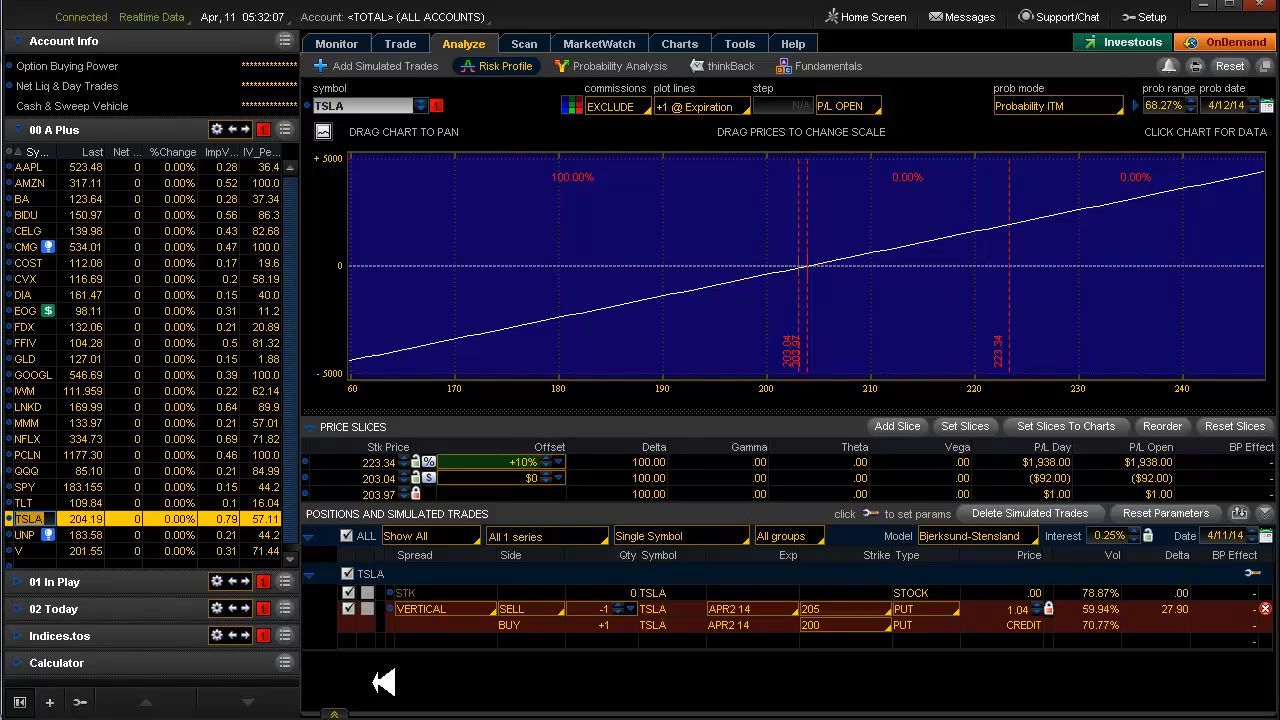 Connected Realtime Data Apr, 11 05:32:07 Account: <TOTAL> (ALL ACCOUNTS) Home Screen Messages Support/Chat Setup
Account Info
Option Buying Power ************** 
Net Liq & Day Trades **************
Cash & Sweep Vehicle **************
00 A Plus 1
Sy... Last Net ... %Change ImpV... IV_Pe...
AAPL 523.48 0 0.00% 0.28 36.4
AMZN 317.11 0 0.00% 0.52 100.0
BA 123.64 0 0.00% 0.28 37.34
BIDU 150.97 0 0.00% 0.56 86.3
CELG 139.98 0 0.00% 0.43 82.68
CMG 534.01 0 0.00% 0.47 100.0
COST 112.08 0 0.00% 0.17 19.6
CVX 116.69 0 0.00% 0.2 58.19
DIA 161.47 0 0.00% 0.15 40.0
EOG $ 98.11 0 0.00% 0.31 11.2
FDX 132.06 0 0.00% 0.21 20.89
FFIV 104.28 0 0.00% 0.5 81.32
GLD 127.01 0 0.00% 0.15 1.88
GOOGL 546.6 0 0.00% 0.39 100.0
IWM 111.959 0 0.00% 0.22 62.14
LNKD 169.99 0 0.00% 0.64 89.9
MMM 133.97 0 0.00% 0.21 57.01
NFLX 334.73 0 0.00% 0.69 71.82
PCLN 1177.30 0 0.00% 0.46 100.0
QQQ 85.10 0 0.00% 0.21 84.99
SPY 183.155 0 0.00% 0.15 44.2
TLT 109.84 0 0.00% 0.1 16.04
TSLA 204.19 0 0.00% 0.79 57.11
UNP 183.58 0 0.00% 0.21 44.2
V 201.55 0 0.00% 0.31 71.44
01 In Play 1
02 Today 1
Indices.tos 1
Calculator
Monitor Trade Analyze Scan MarketWatch Charts Tools Help Investools OnDemand
Add Simulated Trades Risk Profile Probability Analysis thinkBack Fundamentals Reset
symbol commissions plot lines step prob mode prob range prob date
TSLA 1 EXCLUDE +1 @ Expiration N/A P/L OPEN Probability ITM 68.27% 4/12/14
DRAG CHART TO PAN DRAG PRICES TO CHANGE SCALE CLICK CHART FOR DATA
+ 5000
100.00% 0.00% 0.00%
0
203.04 203.97 223.34
- 5000
60 170 180 190 200 210 220 230 240
PRICE SLICES Add Slice Set Slices Set Slices To Charts Reorder Reset Slices
Stk Price Offset Delta Gamma Theta Vega P/L Day P/L Open BP Effect
223.34 % +10% 100.00 .00 .00 .00 $1,938.00 $1,938.00 -
203.04 $ $0 100.00 .00 .00 .00 ($92.00) ($92.00) -
203.97 100.00 .00 .00 .00 $1.00 $1.00 -
POSITIONS AND SIMULATED TRADES click to set params Delete Simulated Trades Reset Parameters
ALL Show All All 1 series Single Symbol All groups Model Bjerksund-Stensland Interest 0.25% Date 4/11/14
Spread Side Qty Symbol Exp Strike Type Price Vol Delta BP Effect
TSLA
STK 0 TSLA STOCK .00 78.87% .00 -
VERTICAL SELL -1 TSLA APR2 14 205 PUT 1.04 59.94% 27.90 -
BUY +1 TSLA APR2 14 200 PUT CREDIT 70.77% -
-